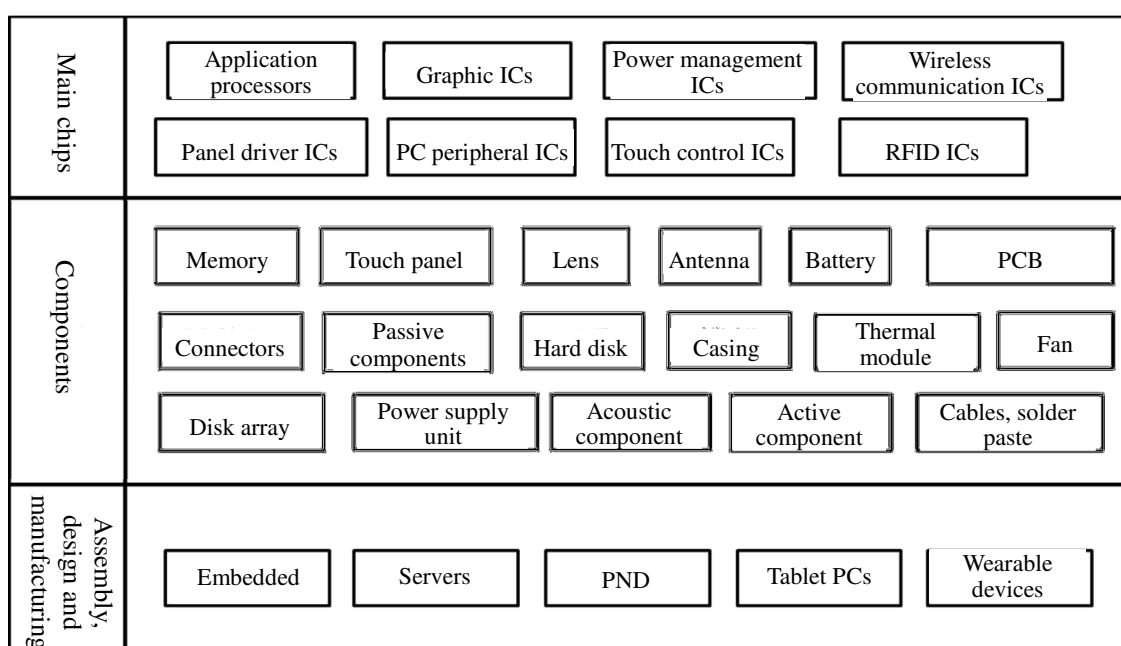 Main chips
Application
processors
Graphic ICs
Power management
ICs
Wireless
communication ICs
Panel driver ICs
PC peripheral ICs
Touch control ICs
RFID ICs
Components
Memory
Touch panel
Lens
Antenna
Battery
PCB
Connectors
Passive
components
Hard disk
Casing
Thermal
module
Fan
Disk array
Power supply
unit
Acoustic
component
Active
component
Cables, solder
paste
Assembly,
design and
manufacturing
Embedded
Servers
PND
Tablet PCs
Wearable
devices